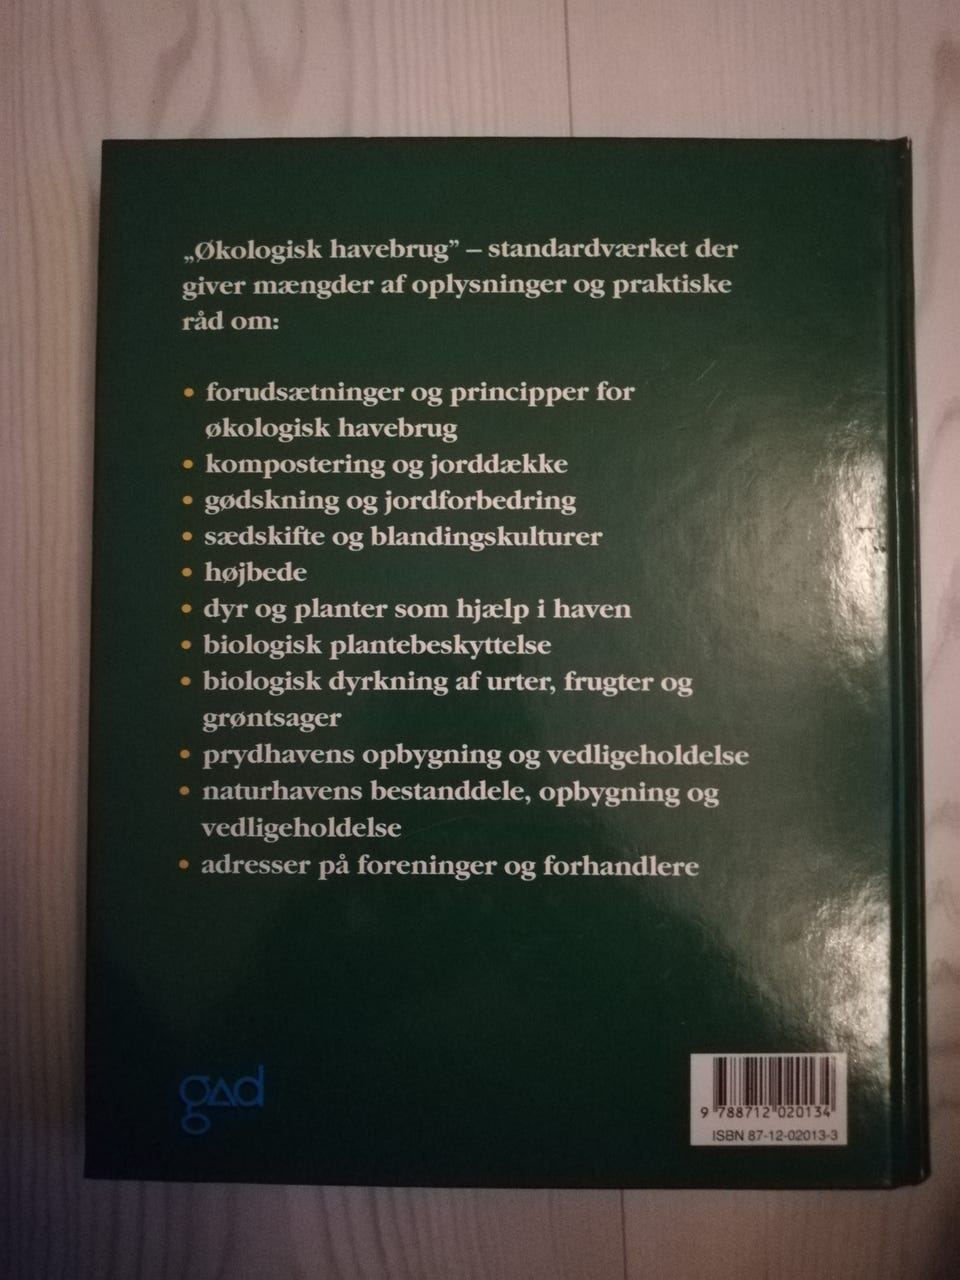 „Økologisk havebrug” – standardværket der
giver mængder af oplysninger og praktiske
råd om:
• forudsætninger og principper for
økologisk havebrug
• kompostering og jorddække
• gødskning og jordforbedring
• sædskifte og blandingskulturer
• højbede
• dyr og planter som hjælp i haven
• biologisk plantebeskyttelse
• biologisk dyrkning af urter, frugter og
grøntsager
• prydhavens opbygning og vedligeholdelse
• naturhavens bestanddele, opbygning og
vedligeholdelse
• adresser på foreninger og forhandlere
gad
9 788712 020134
ISBN 87-12-02013-3